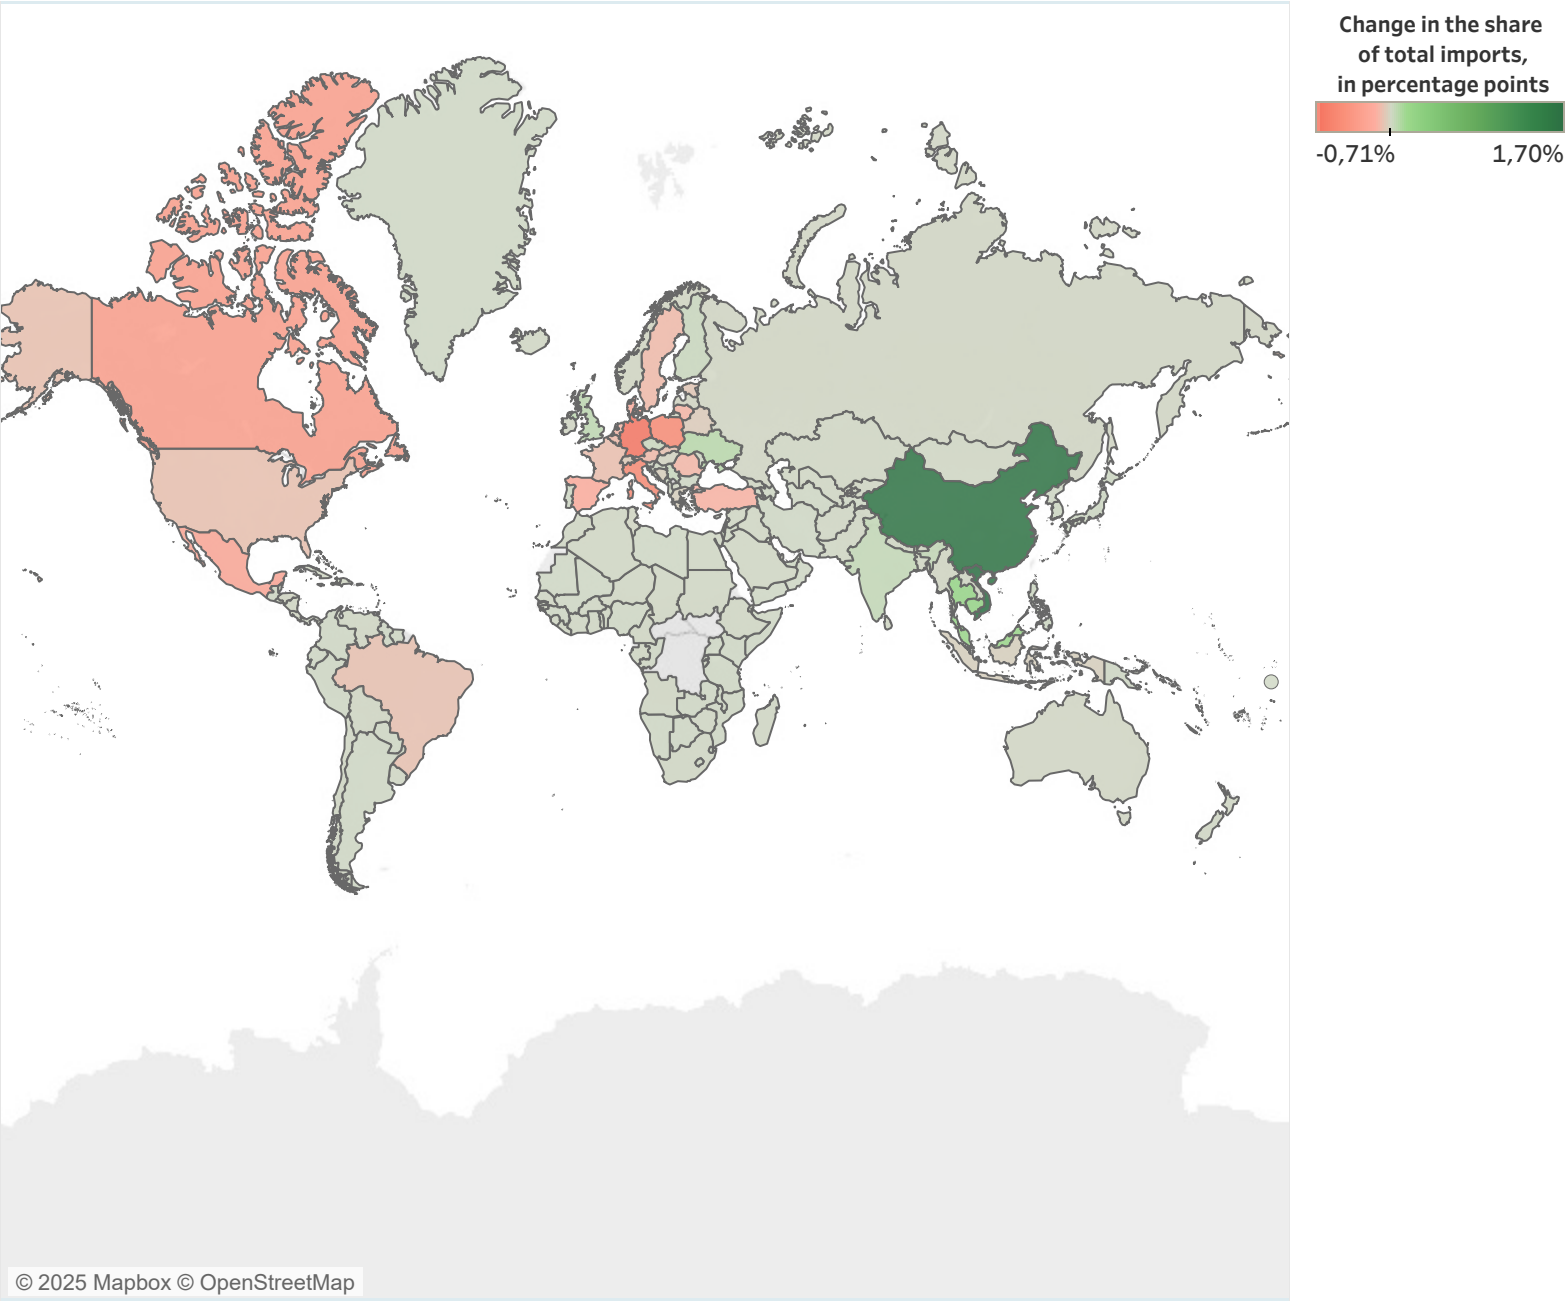 Change in the share
of total imports,
in percentage points
-0,71%
1,70%
© 2025 Mapbox © OpenStreetMap